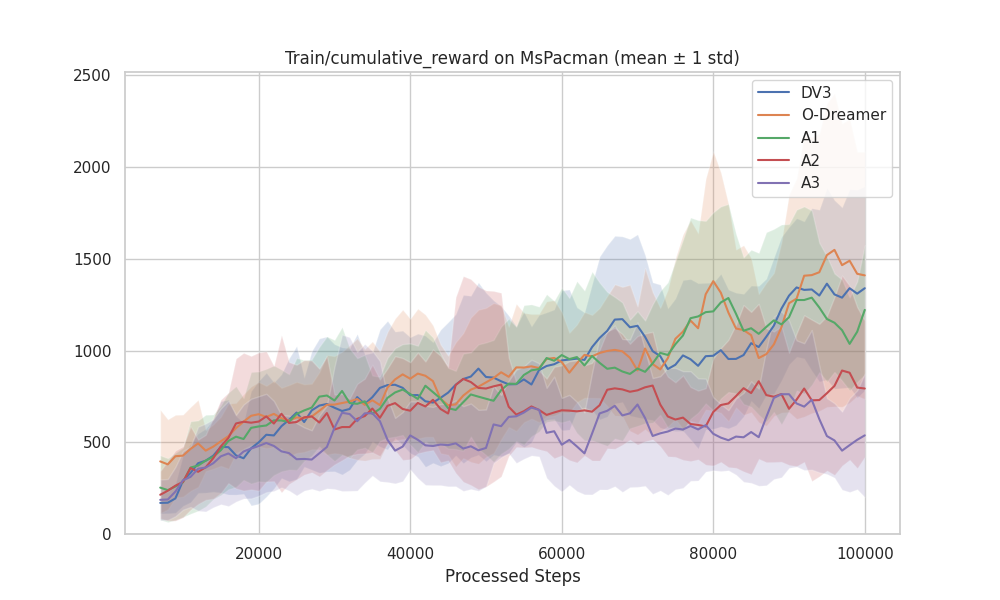 Train/cumulative_reward on MsPacman (mean ± 1 std)
2500
2000
1500
1000
500
0
DV3
O-Dreamer
A1
A2
A3
20000
40000
60000
80000
100000
Processed Steps